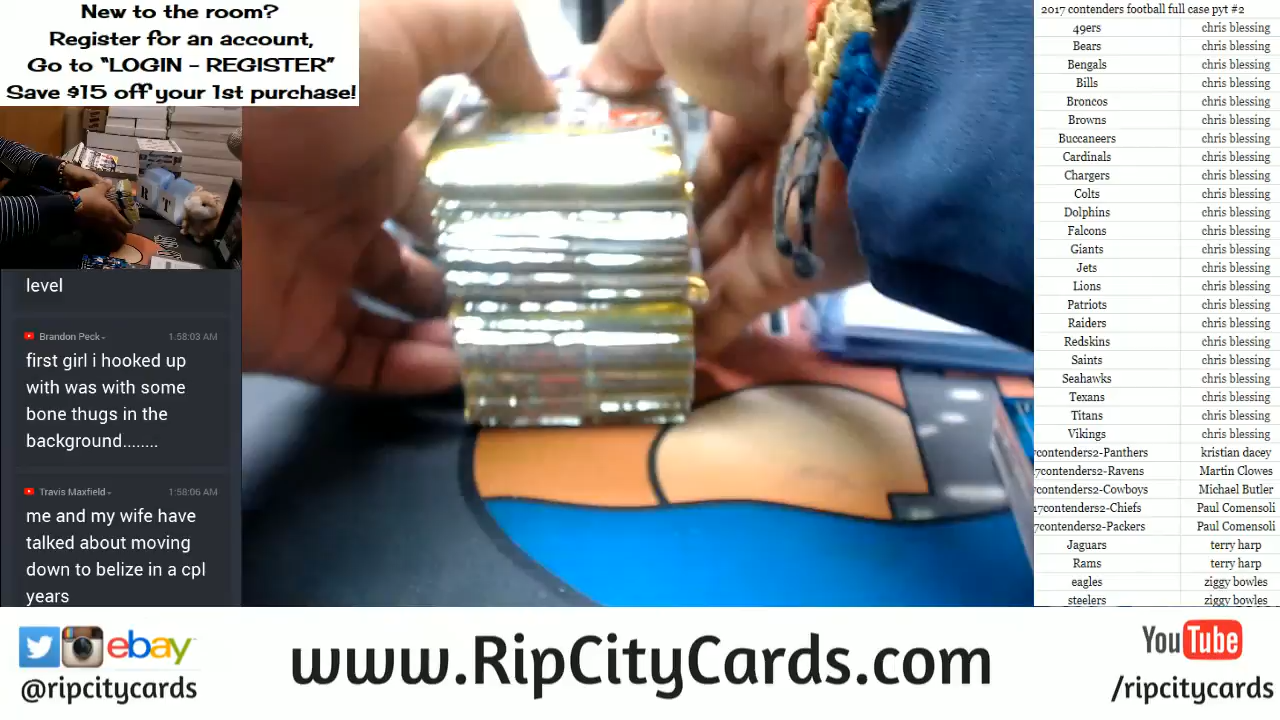 New to the room?
Register for an account,
Go to “LOGIN - REGISTER”
Save $15 off your 1st purchase!
R T
level
Brandon Peck
1:58:03 AM
first girl i hooked up
with was with some
bone thugs in the
background........
Travis Maxfield
1:58:06 AM
me and my wife have
talked about moving
down to belize in a cpl
years
2017 contenders football full case pyt #2
49ers chris blessing
Bears chris blessing
Bengals chris blessing
Bills chris blessing
Broncos chris blessing
Browns chris blessing
Buccaneers chris blessing
Cardinals chris blessing
Chargers chris blessing
Colts chris blessing
Dolphins chris blessing
Falcons chris blessing
Giants chris blessing
Jets chris blessing
Lions chris blessing
Patriots chris blessing
Raiders chris blessing
Redskins chris blessing
Saints chris blessing
Seahawks chris blessing
Texans chris blessing
Titans chris blessing
Vikings chris blessing
7contenders2-Panthers kristian dacey
17contenders2-Ravens Martin Clowes
7contenders2-Cowboys Michael Butler
17contenders2-Chiefs Paul Comensoli
7contenders2-Packers Paul Comensoli
Jaguars terry harp
Rams terry harp
eagles ziggy bowles
steelers ziggy bowles
ebay
@ripcitycards
www.RipCityCards.com
YouTube
/ripcitycards